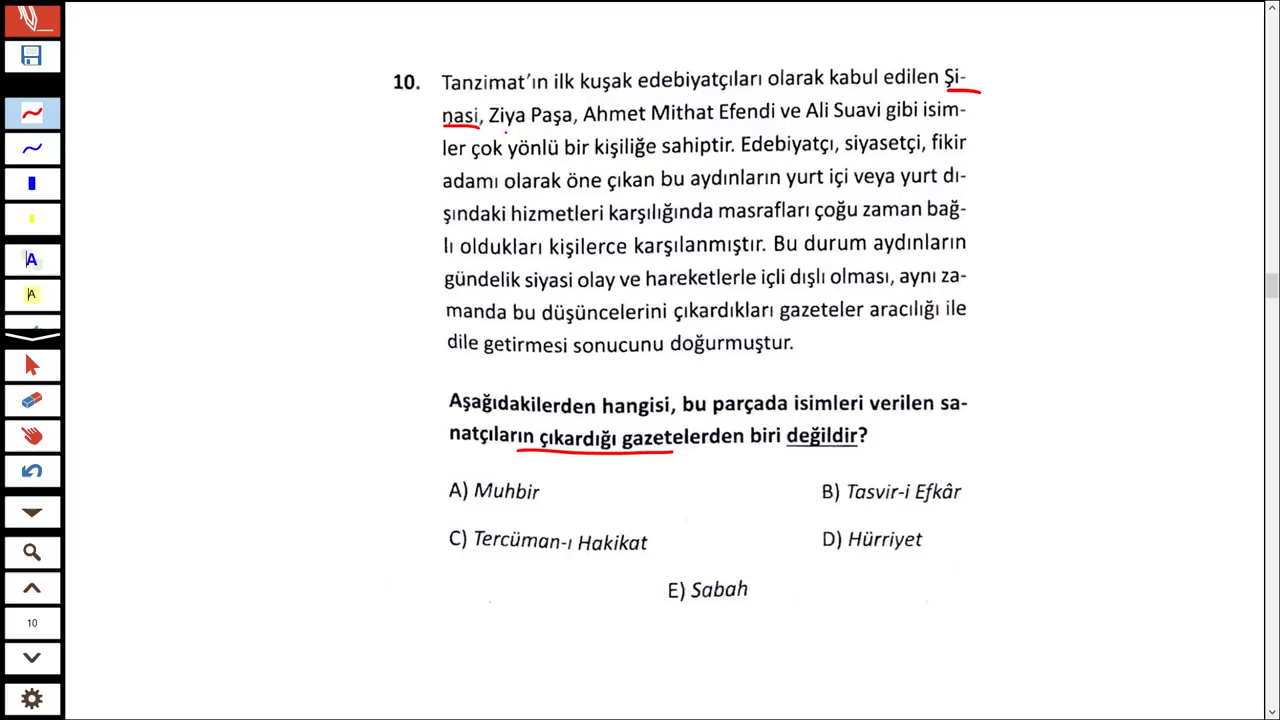 10. Tanzimat'ın ilk kuşak edebiyatçıları olarak kabul edilen Şi-
nasi, Ziya Paşa, Ahmet Mithat Efendi ve Ali Suavi gibi isim-
ler çok yönlü bir kişiliğe sahiptir. Edebiyatçı, siyasetçi, fikir
adamı olarak öne çıkan bu aydınların yurt içi veya yurt dı-
şındaki hizmetleri karşılığında masrafları çoğu zaman bağ-
lı oldukları kişilerce karşılanmıştır. Bu durum aydınların
gündelik siyasi olay ve hareketlerle içli dışlı olması, aynı za-
manda bu düşüncelerini çıkardıkları gazeteler aracılığı ile
dile getirmesi sonucunu doğurmuştur.
Aşağıdakilerden hangisi, bu parçada isimleri verilen sa-
natçıların çıkardığı gazetelerden biri değildir?
A) Muhbir B) Tasvir-i Efkâr
C) Tercüman-ı Hakikat D) Hürriyet
E) Sabah
A
A
10